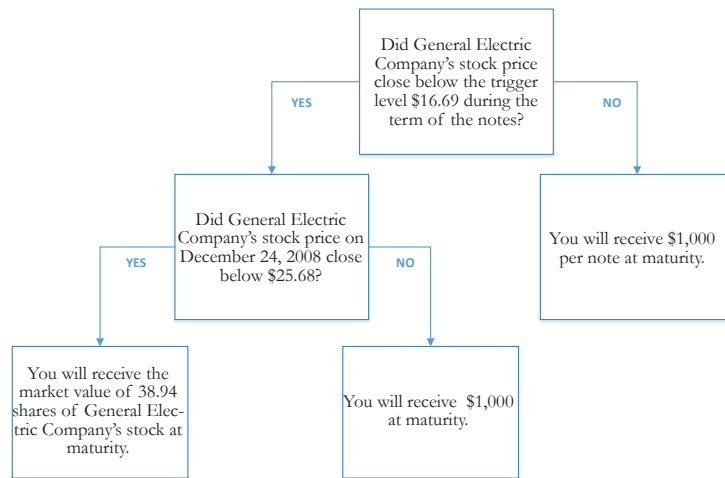 Did General Electric
Company's stock price
close below the trigger
level $16.69 during the
term of the notes?
YES
NO
Did General Electric
Company's stock price on
December 24, 2008 close
below $25.68?
You will receive $1,000
per note at maturity.
YES
NO
You will receive the
market value of 38.94
shares of General Elec-
tric Company's stock at
maturity.
You will receive $1,000
at maturity.